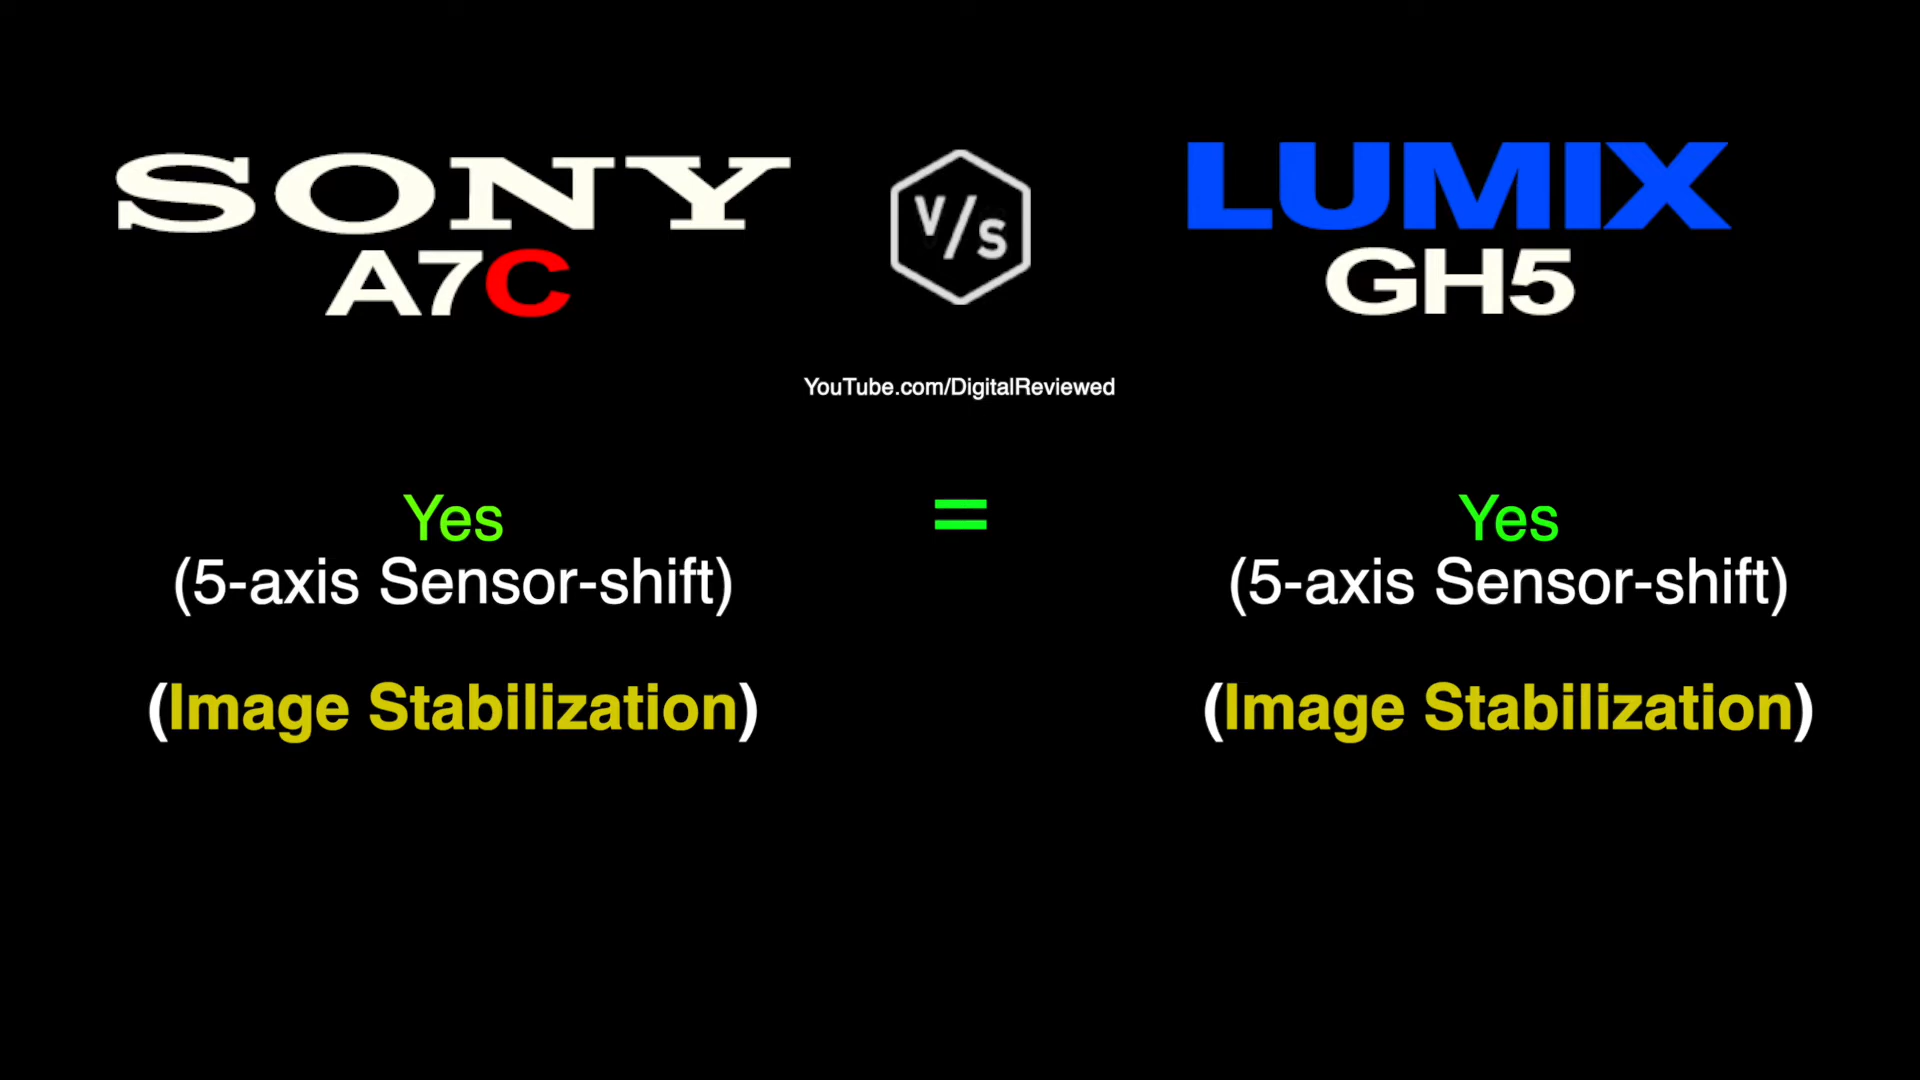 SONY
A7C
V/S
LUMIX
GH5
YouTube.com/DigitalReviewed
Yes
(5-axis Sensor-shift)
(Image Stabilization)
=
Yes
(5-axis Sensor-shift)
(Image Stabilization)